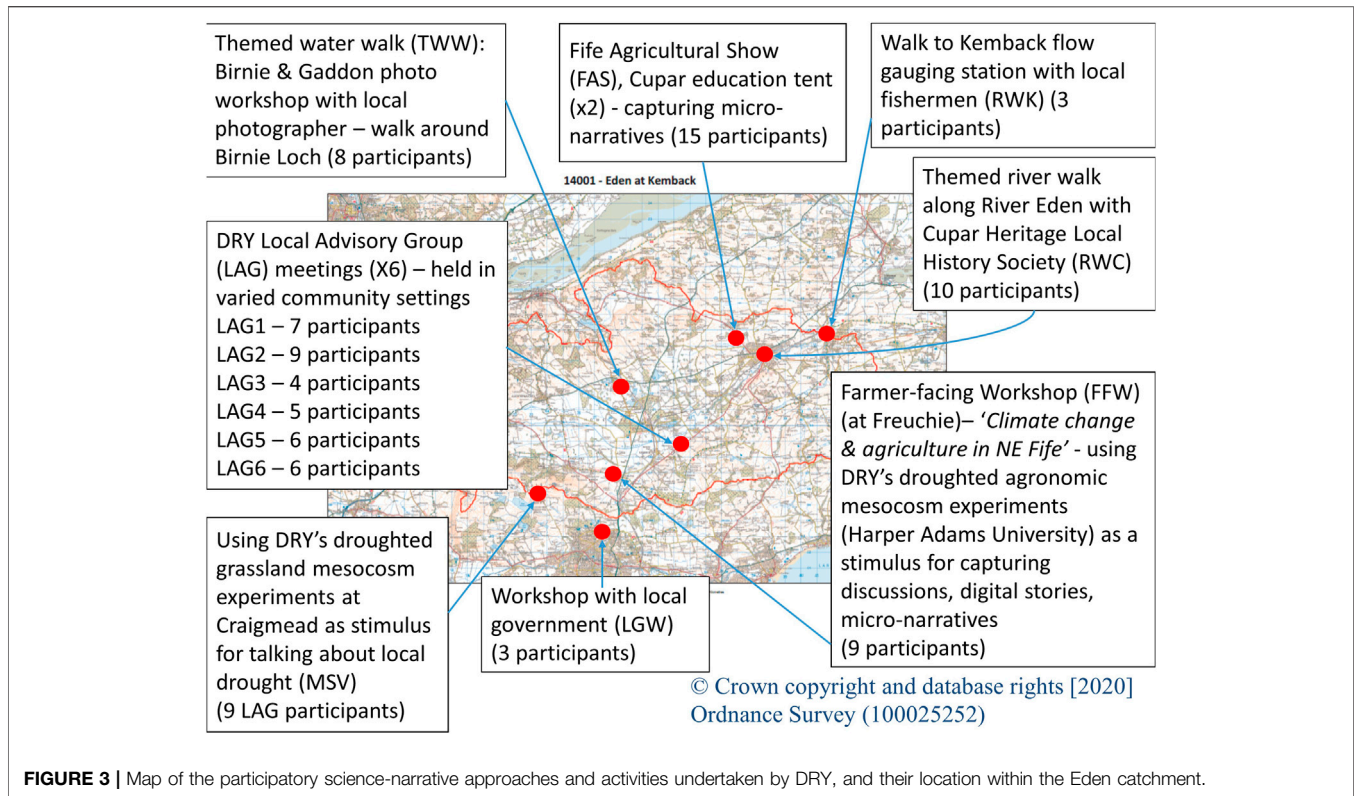 Themed water walk (TWW):
Birnie & Gaddon photo
workshop with local
photographer – walk around
Birnie Loch (8 participants)
Fife Agricultural Show
(FAS), Cupar education tent
(x2) - capturing micro-
narratives (15 participants)
Walk to Kemback flow
gauging station with local
fishermen (RWK) (3
participants)
Themed river walk
along River Eden with
Cupar Heritage Local
History Society (RWC)
(10 participants)
14001 - Eden at Kemback
DRY Local Advisory Group
(LAG) meetings (X6) – held in
varied community settings
LAG1 – 7 participants
LAG2 – 9 participants
LAG3 – 4 participants
LAG4 – 5 participants
LAG5 – 6 participants
LAG6 – 6 participants
Farmer-facing Workshop (FFW)
(at Freuchie)– ‘Climate change
& agriculture in NE Fife’ - using
DRY’s droughted agronomic
mesocosm experiments
(Harper Adams University) as a
stimulus for capturing
discussions, digital stories,
micro-narratives
(9 participants)
Using DRY’s droughted
grassland mesocosm
experiments at
Craigmead as stimulus
for talking about local
drought (MSV)
(9 LAG participants)
Workshop with local
government (LGW)
(3 participants)
© Crown copyright and database rights [2020]
Ordnance Survey (100025252)
FIGURE 3 | Map of the participatory science-narrative approaches and activities undertaken by DRY, and their location within the Eden catchment.